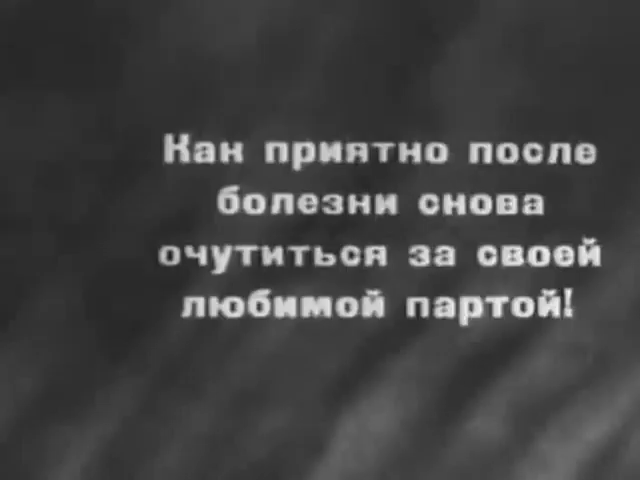 Как приятно после
болезни снова
очутиться за своей
любимой партой!